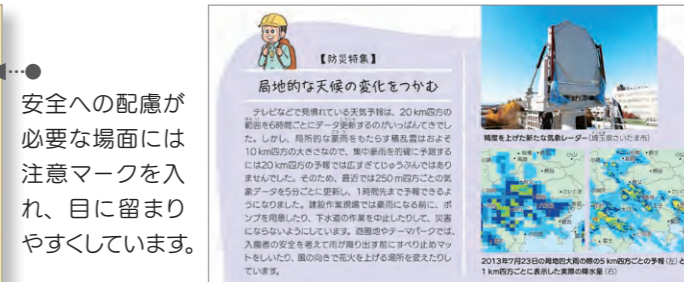 安全への配慮が
必要な場面には
注意マークを入
れ、目に留まり
やすくしています。
【防災特集】
局地的な天候の変化をつかむ
テレビなどで見慣れている天気予報は、20 km四方の
範囲を6時間ごとにデータ更新するのがいっぱんてきでし
た。しかし、局所的な豪雨をもたらす積乱雲はおよそ
10 km四方の大きさなので、集中豪雨を的確に予測する
には20 km四方の予報では広すぎてじゅうぶんではあり
ませんでした。そのため、最近では250 m四方ごとの気
象データを5分ごとに更新し、1時間先まで予報できるよ
うになりました。建設作業現場では豪雨になる前に、ポ
ンプを用意したり、下水道の作業を中止したりして、災害
にならないようにしています。遊園地やテーマパークでは、
入園者の安全を考えて雨が降り出す前にすべり止めマッ
トをしいたり、風の向きで花火を上げる場所を変えたりし
ています。
精度を上げた新たな気象レーダー(埼玉県さいたま市)
2013年7月23日の局地的大雨の際の5 km四方ごとの予報(左)と
1 km四方ごとに表示した実際の降水量(右)